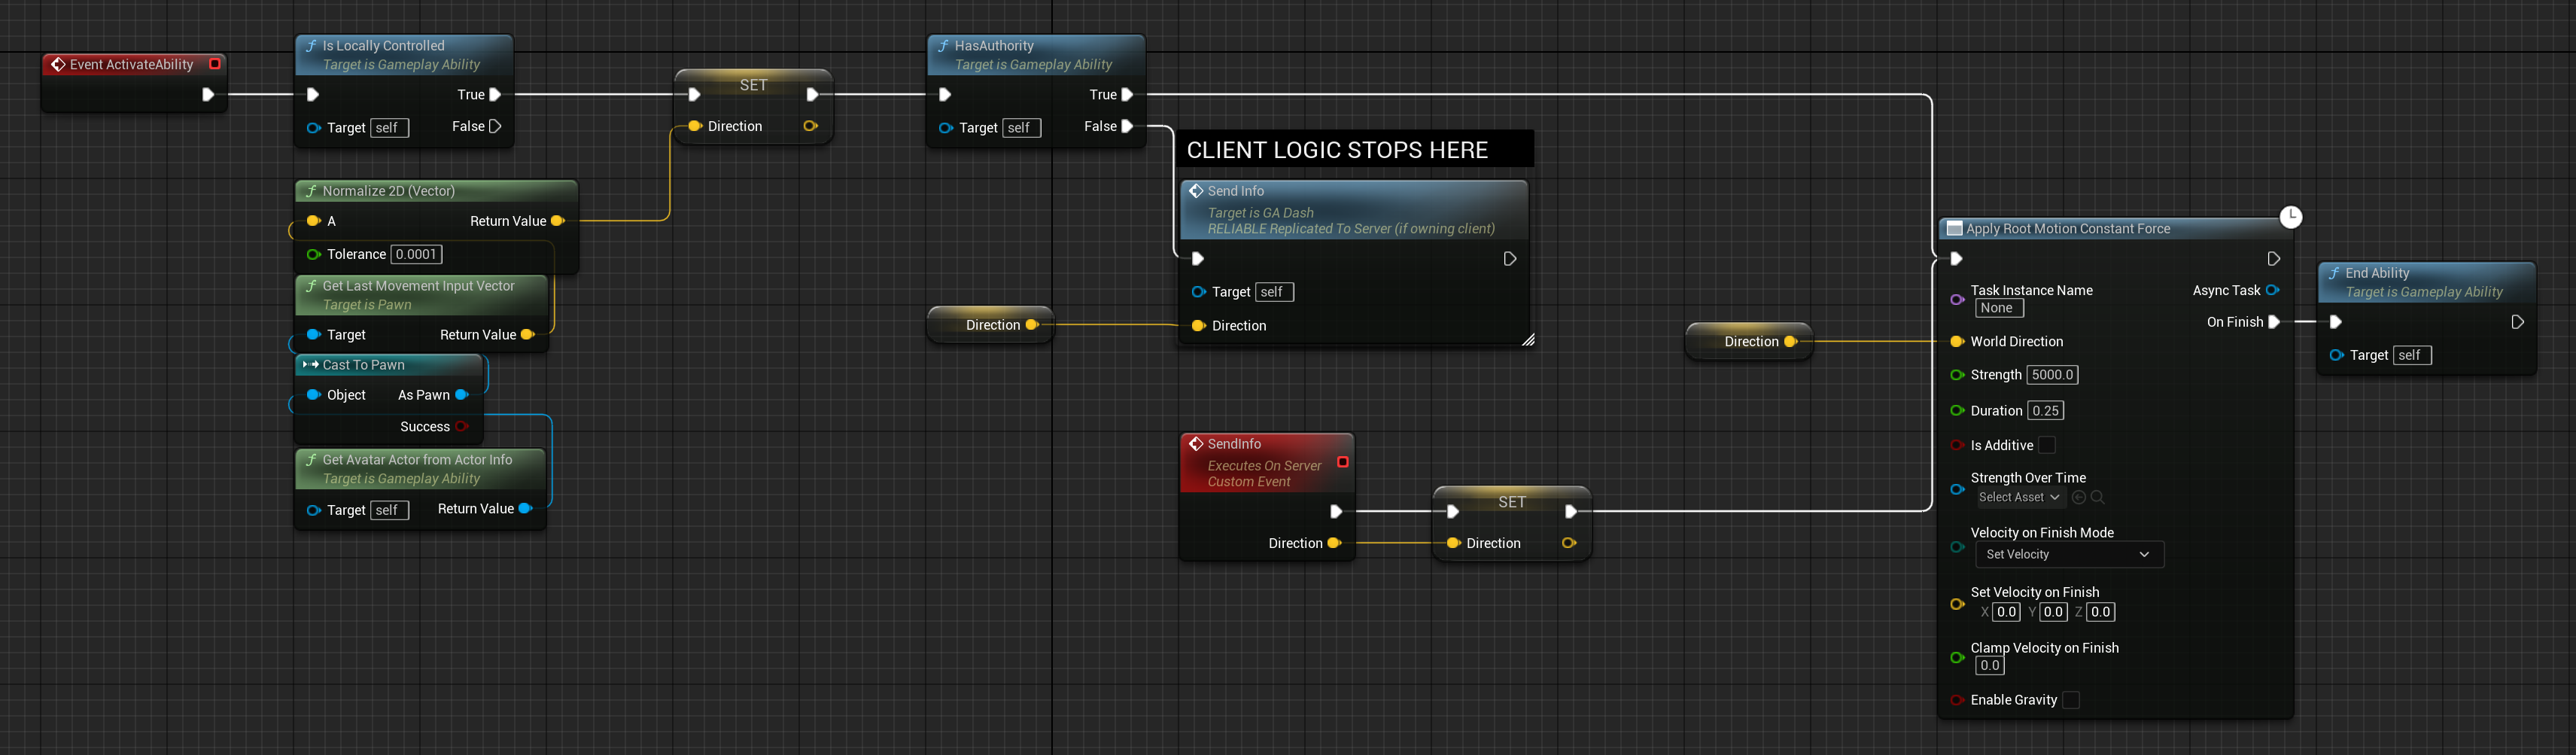 Event ActivateAbility
Is Locally Controlled
Target is Gameplay Ability
True
Target self
False
SET
Direction
HasAuthority
Target is Gameplay Ability
True
Target self
False
CLIENT LOGIC STOPS HERE
Normalize 2D (Vector)
A
Return Value
Tolerance 0.0001
Get Last Movement Input Vector
Target is Pawn
Target
Return Value
Cast To Pawn
Object
As Pawn
Success
Get Avatar Actor from Actor Info
Target is Gameplay Ability
Target self
Return Value
Direction
Send Info
Target is GA Dash
RELIABLE Replicated To Server (if owning client)
Target self
Direction
SendInfo
Executes On Server
Custom Event
Direction
SET
Direction
Direction
Apply Root Motion Constant Force
Task Instance Name
None
Async Task
On Finish
World Direction
Strength 5000.0
Duration 0.25
Is Additive
Strength Over Time
Select Asset
Velocity on Finish Mode
Set Velocity
Set Velocity on Finish
X 0.0 Y 0.0 Z 0.0
Clamp Velocity on Finish
0.0
Enable Gravity
End Ability
Target is Gameplay Ability
Target self